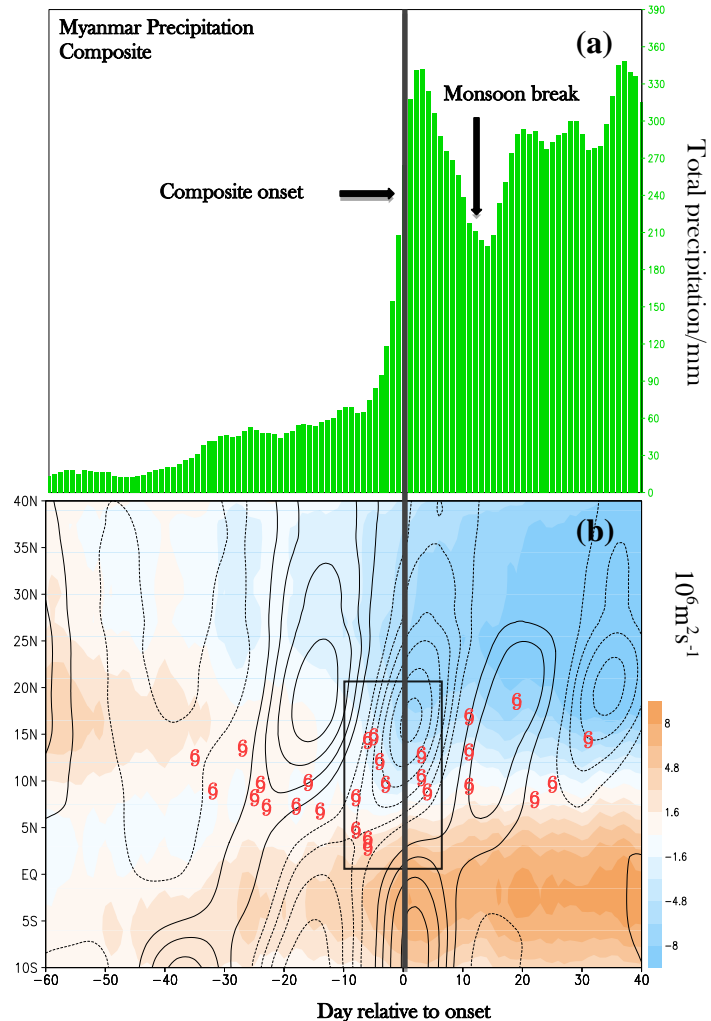 Myanmar Precipitation
Composite
(a)
Monsoon break
Composite onset
390
360
330
300
270
240
210
180
150
120
90
60
30
0
Total precipitation/mm
40N
35N
30N
25N
20N
15N
10N
5N
EQ
5S
10S
(b)
10⁶m²s⁻¹
8
4.8
1.6
-1.6
-4.8
-8
-60
-50
-40
-30
-20
-10
0
10
20
30
40
Day relative to onset